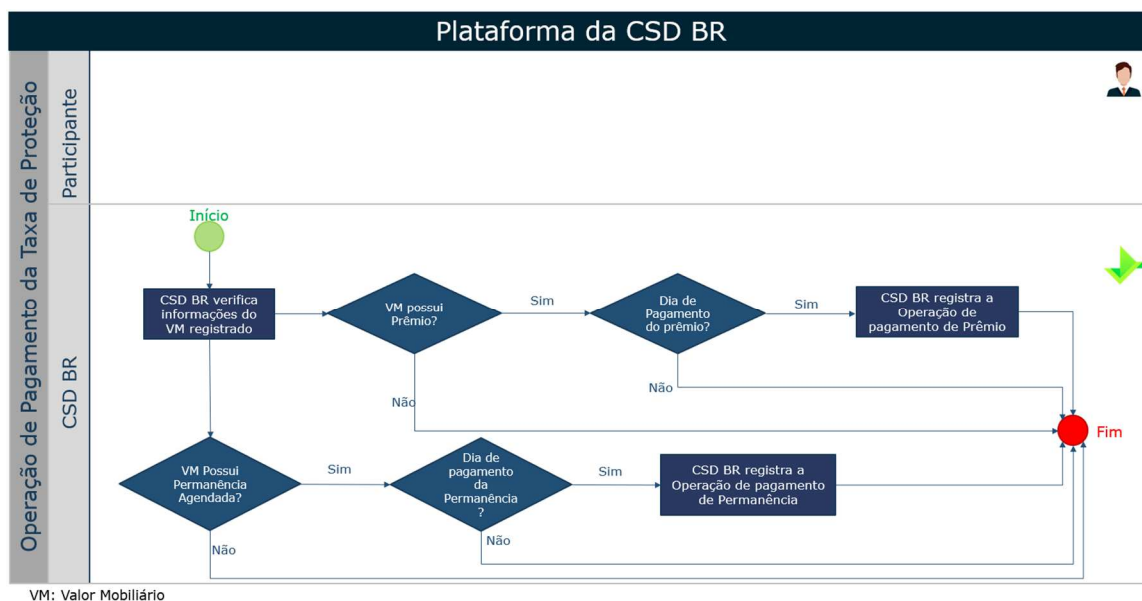 Plataforma da CSD BR
Operação de Pagamento da Taxa de Proteção
Participante
CSD BR
Início
CSD BR verifica
informações do
VM registrado
VM possui
Prêmio?
Sim
Dia de
Pagamento
do prêmio?
Sim
CSD BR registra a
Operação de
pagamento de Prêmio
Não
Não
Fim
VM Possui
Permanência
Agendada?
Sim
Dia de
pagamento
da
Permanência
?
Sim
CSD BR registra a
Operação de pagamento
de Permanência
Não
Não
VM: Valor Mobiliário